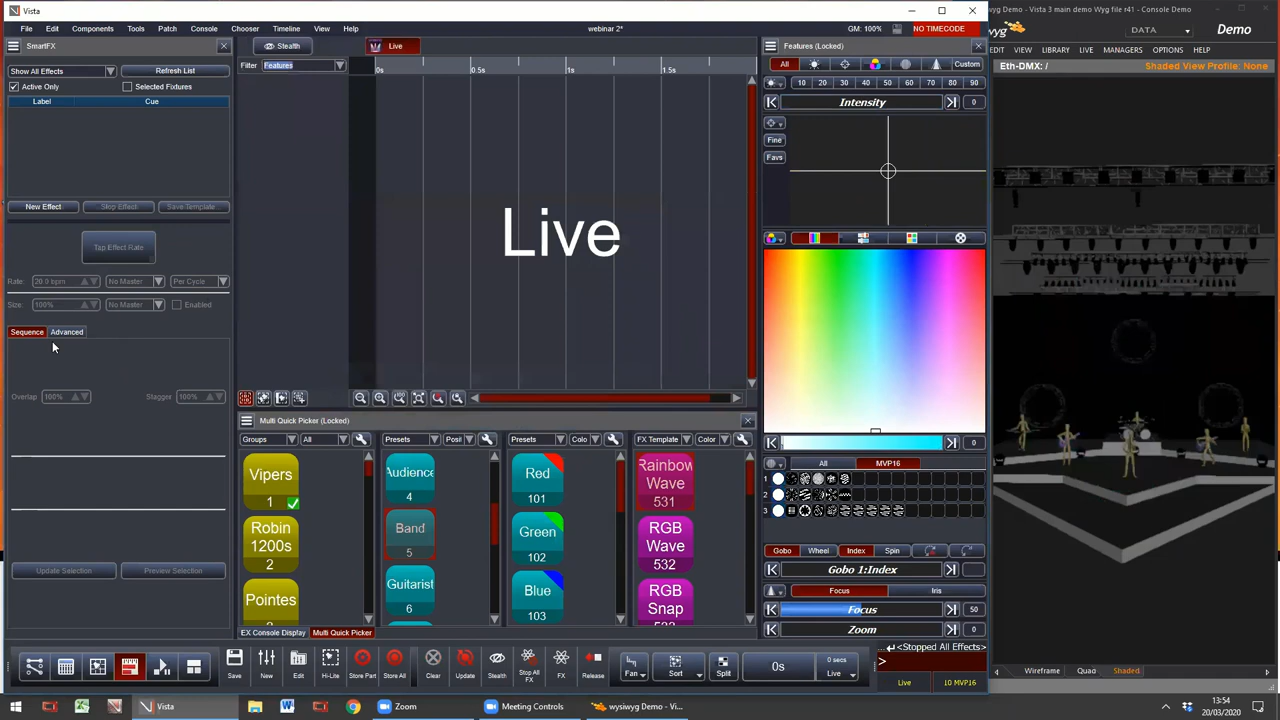 Vista
wysiwyg Demo - Vista 3 main demo Wyg file r41 - Console Demo
File Edit Components Tools Patch Console Chooser Timeline View Help
webinar 2*
GM: 100% NO TIMECODE
wyg DATA Demo
EDIT VIEW LIBRARY LIVE MANAGERS OPTIONS HELP
SmartFX
Stealth Live
Features (Locked)
Eth-DMX: / Shaded View Profile: None
Show All Effects Refresh List
Filter Features
All Custom
0s 0.5s 1s 1.5s
Active Only Selected Fixtures
10 20 30 40 50 60 70 80 90
Label Cue
Intensity 0
Fine
Favs
New Effect Stop Effect Save Template...
Live
Tap Effect Rate
Rate: 20.0 bpm No Master Per Cycle
Size: 100% No Master Enabled
Sequence Advanced
Overlap 100% Stagger 100%
Multi Quick Picker (Locked)
Groups All Presets Posi Presets Colo FX Template Color
0
All MVP16
Vipers 1
Audience 4
Red 101
Rainbow Wave 531
1
2
3
Robin 1200s 2
Band 5
Green 102
RGB Wave 532
Gobo Wheel Index Spin
Update Selection Preview Selection
Gobo 1:Index
Pointes
Guitarist 6
Blue 103
RGB Snap
Focus Iris
Focus 50
Zoom 0
EX Console Display Multi Quick Picker
Save New Edit Hi-Lite Store Part Store All Clear Update Stealth Stop All FX FX Release
Fan Sort Split 0s 0 secs Live
...<Stopped All Effects>
>
Live 10 MVP16
Wireframe Quad Shaded
Vista Zoom Meeting Controls wysiwyg Demo - Vi...
13:54
20/03/2020